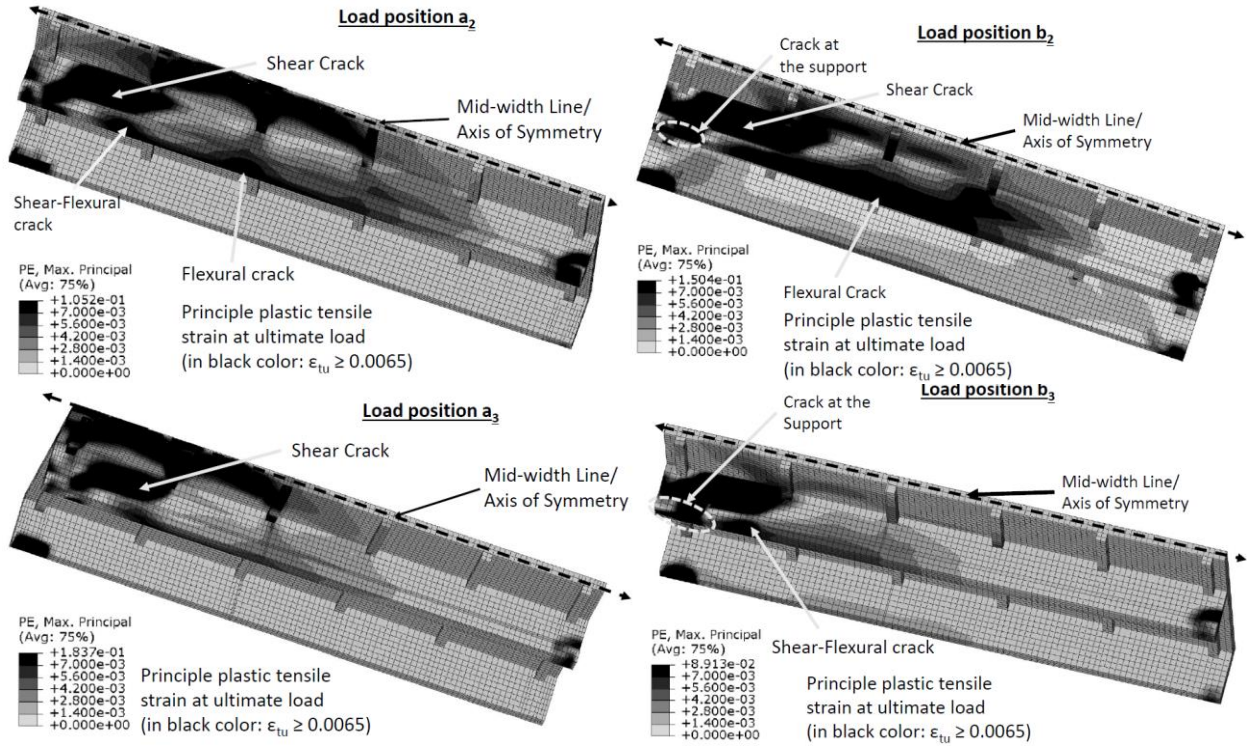 Load position a2
Shear Crack
Mid-width Line/
Axis of Symmetry
Shear-Flexural
crack
Flexural crack
PE, Max. Principal
(Avg: 75%)
+1.052e-01
+7.000e-03
+5.600e-03
+4.200e-03
+2.800e-03
+1.400e-03
+0.000e+00
Principle plastic tensile
strain at ultimate load
(in black color: εtu ≥ 0.0065)
Load position b2
Crack at
the support
Shear Crack
Mid-width Line/
Axis of Symmetry
PE, Max. Principal
(Avg: 75%)
+1.504e-01
+7.000e-03
+5.600e-03
+4.200e-03
+2.800e-03
+1.400e-03
+0.000e+00
Flexural Crack
Principle plastic tensile
strain at ultimate load
(in black color: εtu ≥ 0.0065)
Load position a3
Shear Crack
Mid-width Line/
Axis of Symmetry
PE, Max. Principal
(Avg: 75%)
+1.837e-01
+7.000e-03
+5.600e-03
+4.200e-03
+2.800e-03
+1.400e-03
+0.000e+00
Principle plastic tensile
strain at ultimate load
(in black color: εtu ≥ 0.0065)
Load position b3
Crack at the
Support
Mid-width Line/
Axis of Symmetry
Shear-Flexural crack
PE, Max. Principal
(Avg: 75%)
+8.913e-02
+7.000e-03
+5.600e-03
+4.200e-03
+2.800e-03
+1.400e-03
+0.000e+00
Principle plastic tensile
strain at ultimate load
(in black color: εtu ≥ 0.0065)